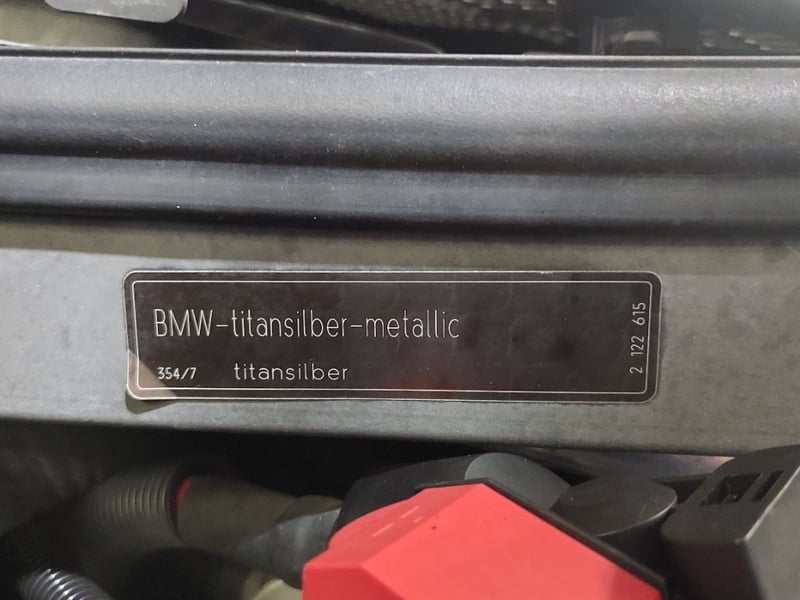 BMW-titansilber-metallic
354/7 titansilber
2 122 615